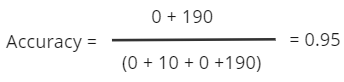 0 + 190
Accuracy = = 0.95
(0 + 10 + 0 +190)